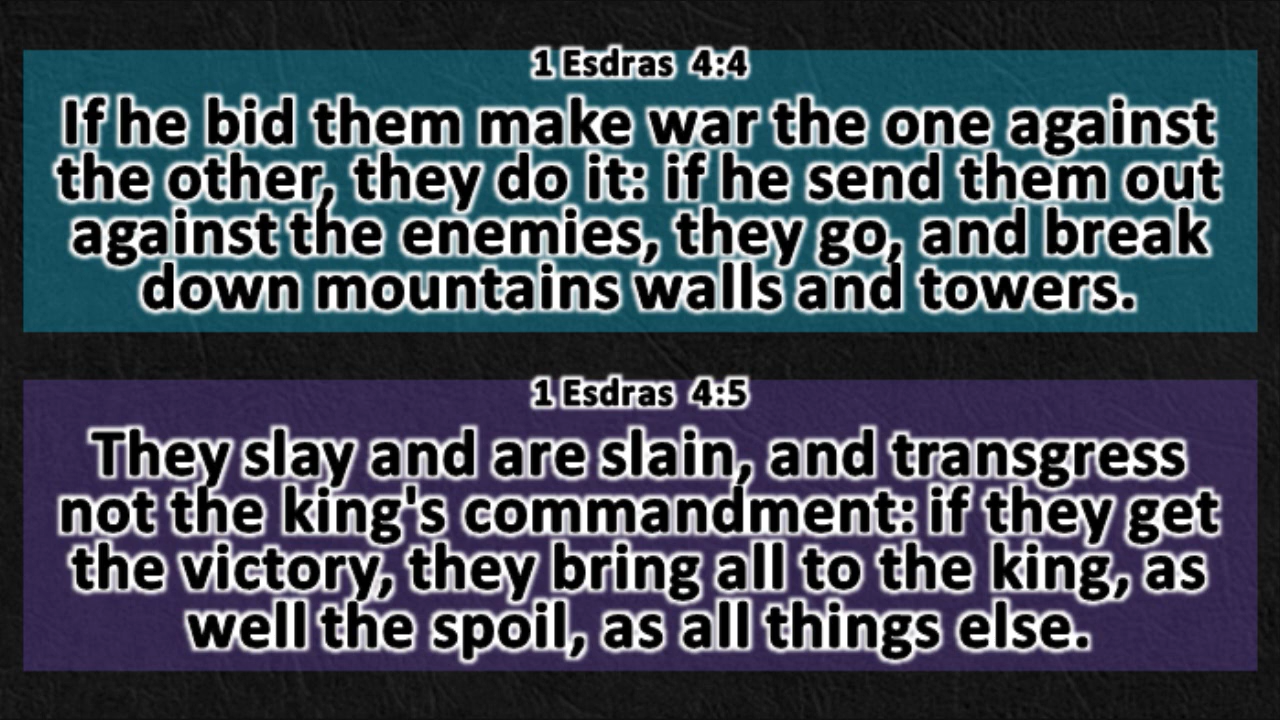 1 Esdras 4:4
If he bid them make war the one against
the other, they do it: if he send them out
against the enemies, they go, and break
down mountains walls and towers.
1 Esdras 4:5
They slay and are slain, and transgress
not the king's commandment: if they get
the victory, they bring all to the king, as
well the spoil, as all things else.